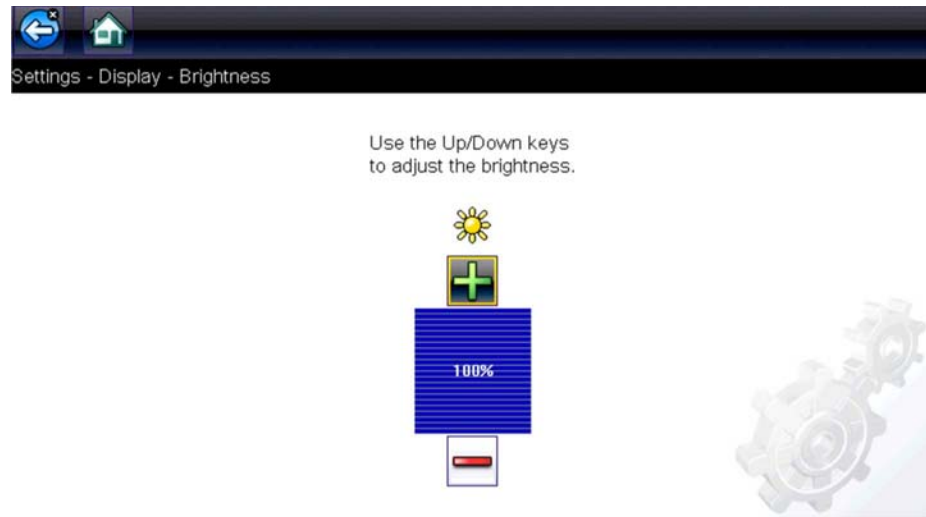 Settings - Display - Brightness
Use the Up/Down keys
to adjust the brightness.
100%